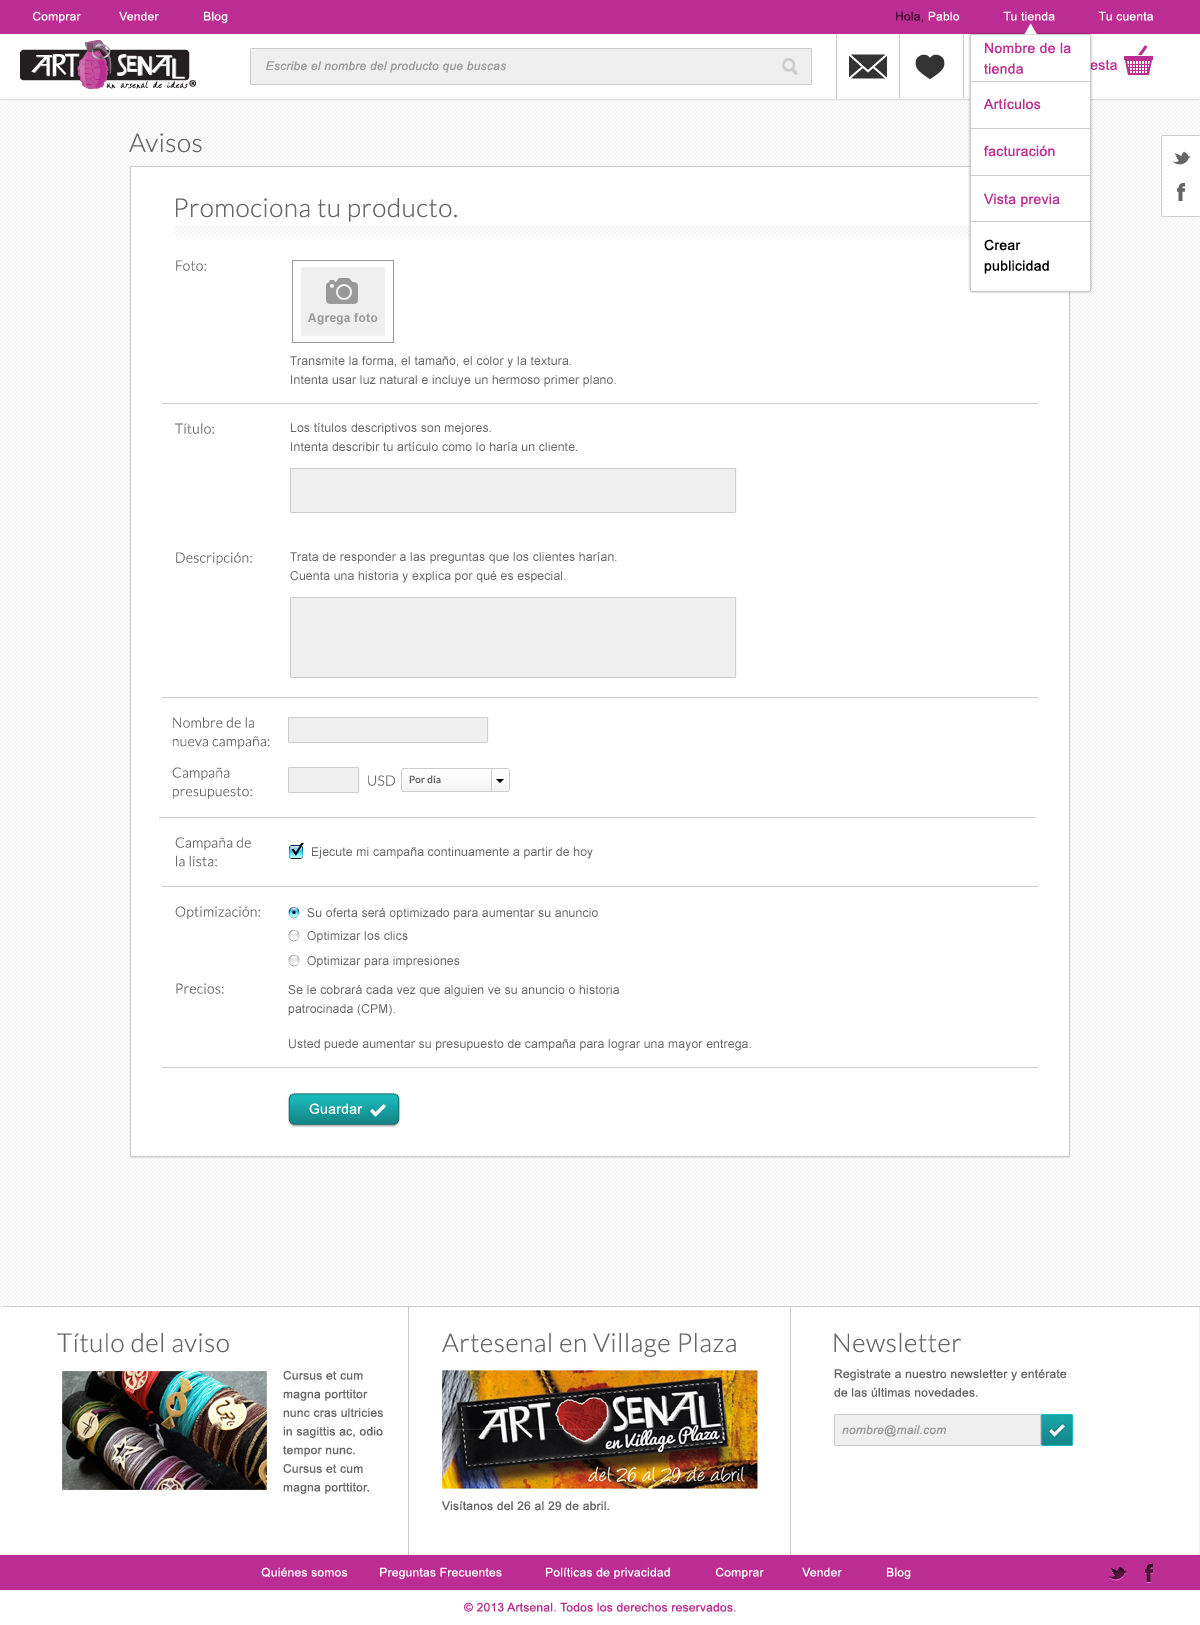 Comprar
Vender
Blog
Hola, Pablo
Tu tienda
Tu cuenta
ART SENAL®
un arsenal de ideas
Escribe el nombre del producto que buscas
Nombre de la
tienda
Artículos
facturación
Vista previa
Crear
publicidad
esta
Avisos
Promociona tu producto.
Foto:
Agrega foto
Transmite la forma, el tamaño, el color y la textura.
Intenta usar luz natural e incluye un hermoso primer plano.
Título:
Los títulos descriptivos son mejores.
Intenta describir tu artículo como lo haría un cliente.
Descripción:
Trata de responder a las preguntas que los clientes harían.
Cuenta una historia y explica por qué es especial.
Nombre de la
nueva campaña:
Campaña
presupuesto:
USD
Por día
Campaña de
la lista:
Ejecute mi campaña continuamente a partir de hoy
Optimización:
Su oferta será optimizado para aumentar su anuncio
Optimizar los clics
Optimizar para impresiones
Precios:
Se le cobrará cada vez que alguien ve su anuncio o historia
patrocinada (CPM).
Usted puede aumentar su presupuesto de campaña para lograr una mayor entrega.
Guardar
Título del aviso
Cursus et cum
magna porttitor
nunc cras ultricies
in sagittis ac, odio
tempor nunc.
Cursus et cum
magna porttitor.
Artesenal en Village Plaza
ART SENAL
en Village Plaza
del 26 al 29 de abril
Visítanos del 26 al 29 de abril.
Newsletter
Registrate a nuestro newsletter y entérate
de las últimas novedades.
nombre@mail.com
Quiénes somos
Preguntas Frecuentes
Políticas de privacidad
Comprar
Vender
Blog
© 2013 Artsenal. Todos los derechos reservados.